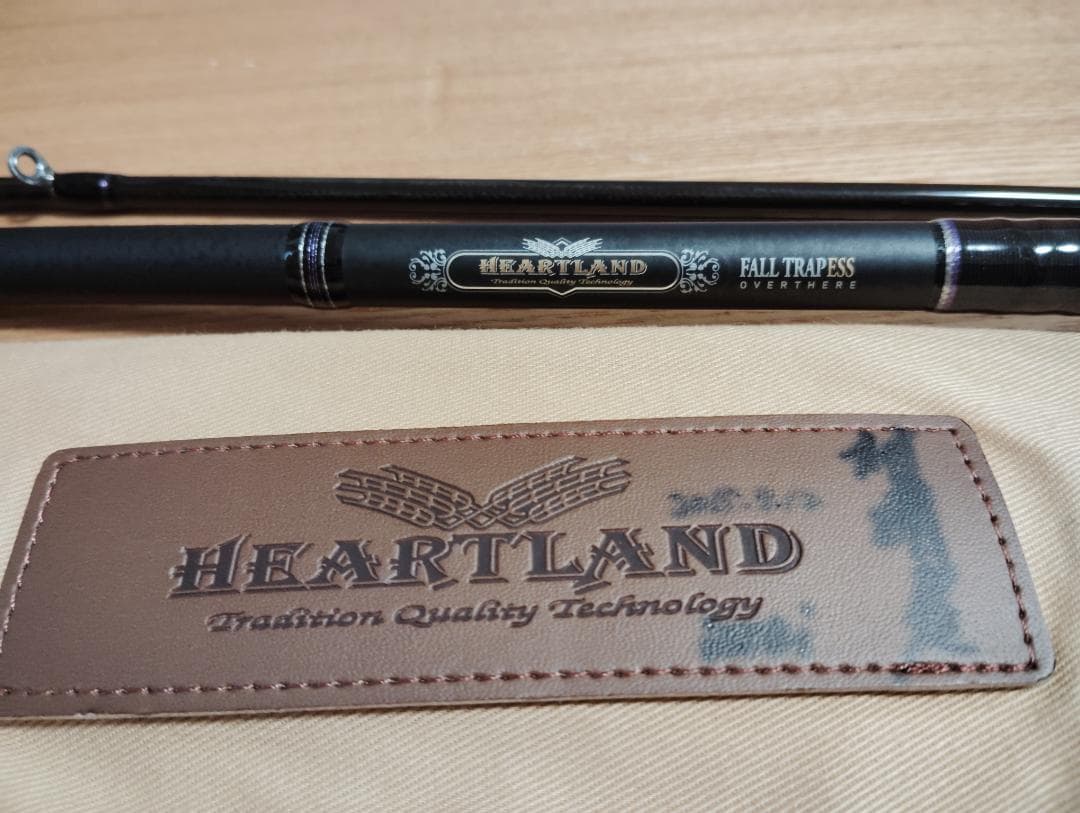 HEARTLAND
Tradition Quality Technology
FALL TRAPESS
OVERTHERE
HEARTLAND
Tradition Quality Technology